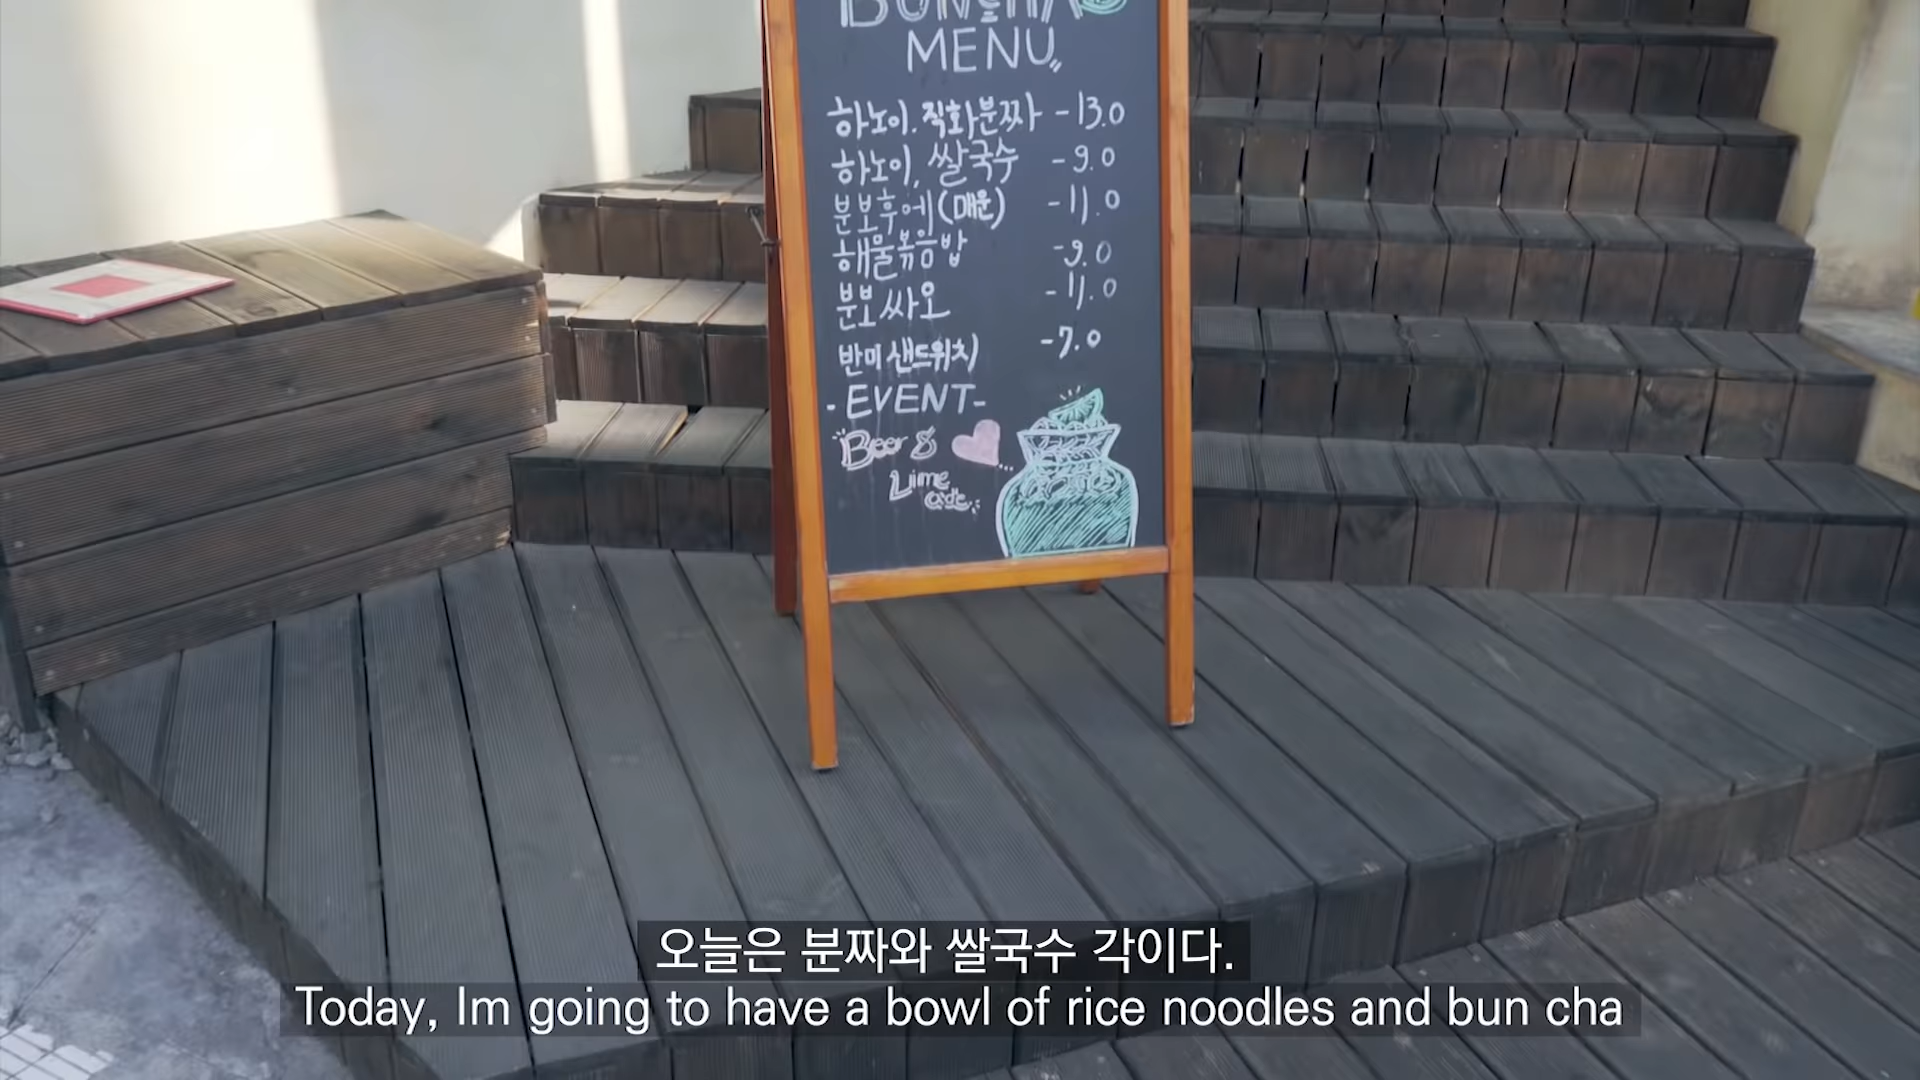 BUNCHA
MENU
하노이. 직화분짜 -13.0
하노이. 쌀국수 -9.0
분보후에(매운) -11.0
해물볶음밥 -9.0
분보싸오 -11.0
반미샌드위치 -7.0
-EVENT-
Beer &
Lime
ade
오늘은 분짜와 쌀국수 각이다.
Today, Im going to have a bowl of rice noodles and bun cha